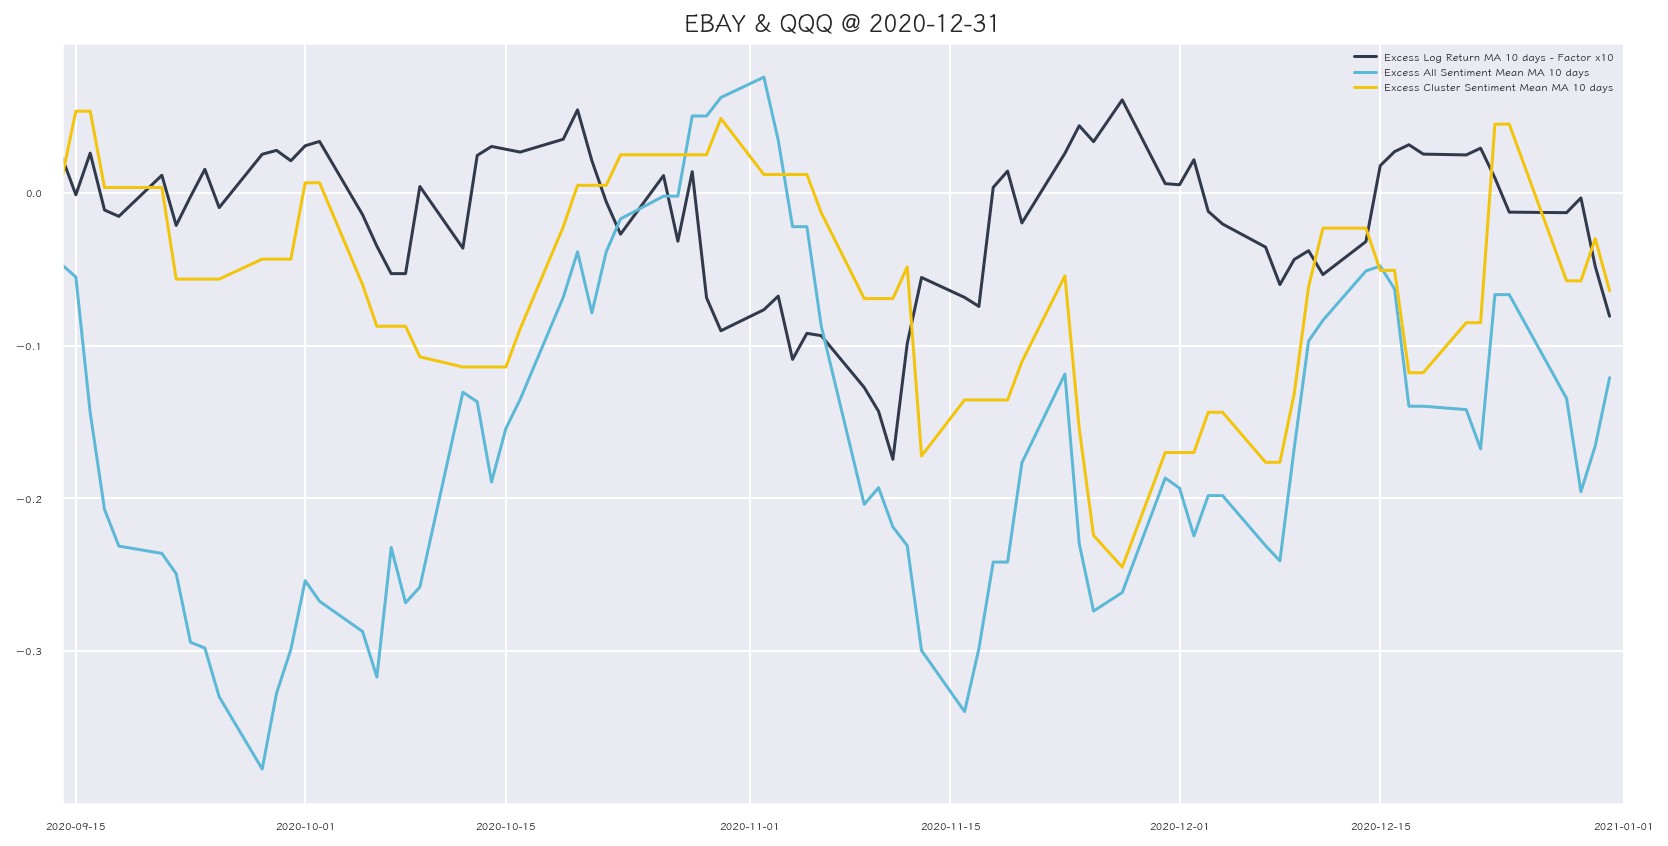 EBAY & QQQ @ 2020-12-31
Excess Log Return MA 10 days - Factor x10
Excess All Sentiment Mean MA 10 days
Excess Cluster Sentiment Mean MA 10 days
0.0
−0.1
−0.2
−0.3
2020-09-15 2020-10-01 2020-10-15 2020-11-01 2020-11-15 2020-12-01 2020-12-15 2021-01-01